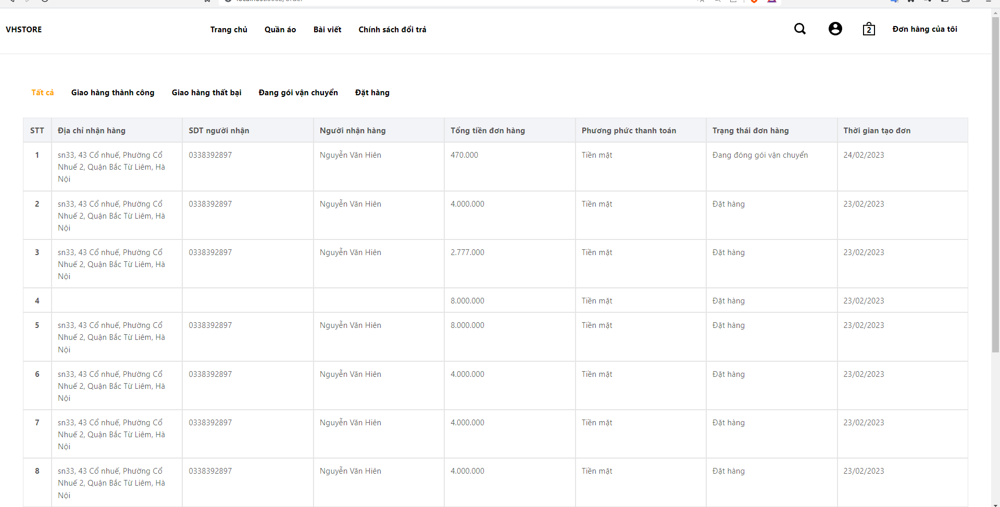 VHSTORE
Trang chủ Quần áo Bài viết Chính sách đổi trả
2
Đơn hàng của tôi
Tất cả Giao hàng thành công Giao hàng thất bại Đang gói vận chuyển Đặt hàng
STT Địa chỉ nhận hàng SDT người nhận Người nhận hàng Tổng tiền đơn hàng Phương phức thanh toán Trạng thái đơn hàng Thời gian tạo đơn
1 sn33, 43 Cổ nhuế, Phường Cổ 0338392897 Nguyễn Văn Hiên 470.000 Tiền mặt Đang đóng gói vận chuyển 24/02/2023
Nhuế 2, Quận Bắc Từ Liêm, Hà
Nội
2 sn33, 43 Cổ nhuế, Phường Cổ 0338392897 Nguyễn Văn Hiên 4.000.000 Tiền mặt Đặt hàng 23/02/2023
Nhuế 2, Quận Bắc Từ Liêm, Hà
Nội
3 sn33, 43 Cổ nhuế, Phường Cổ 0338392897 Nguyễn Văn Hiên 2.777.000 Tiền mặt Đặt hàng 23/02/2023
Nhuế 2, Quận Bắc Từ Liêm, Hà
Nội
4 8.000.000 Tiền mặt Đặt hàng 23/02/2023
5 sn33, 43 Cổ nhuế, Phường Cổ 0338392897 Nguyễn Văn Hiên 8.000.000 Tiền mặt Đặt hàng 23/02/2023
Nhuế 2, Quận Bắc Từ Liêm, Hà
Nội
6 sn33, 43 Cổ nhuế, Phường Cổ 0338392897 Nguyễn Văn Hiên 4.000.000 Tiền mặt Đặt hàng 23/02/2023
Nhuế 2, Quận Bắc Từ Liêm, Hà
Nội
7 sn33, 43 Cổ nhuế, Phường Cổ 0338392897 Nguyễn Văn Hiên 4.000.000 Tiền mặt Đặt hàng 23/02/2023
Nhuế 2, Quận Bắc Từ Liêm, Hà
Nội
8 sn33, 43 Cổ nhuế, Phường Cổ 0338392897 Nguyễn Văn Hiên 4.000.000 Tiền mặt Đặt hàng 23/02/2023
Nhuế 2, Quận Bắc Từ Liêm, Hà
Nội